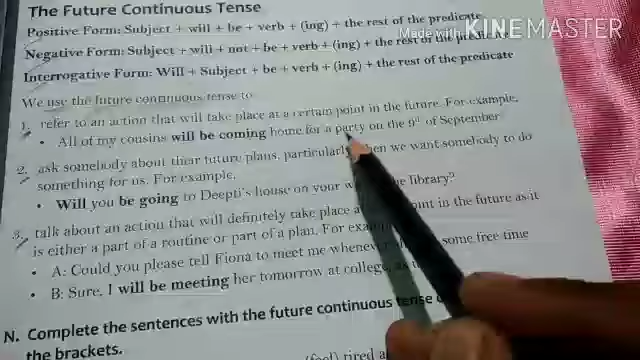 The Future Continuous Tense
Made with KINEMASTER
Positive Form: Subject + will + be + verb + (ing) + the rest of the predicate
Negative Form: Subject + will + not + be + verb + (ing) + the rest of the
Interrogative Form: Will + Subject + be + verb + (ing) + the rest of the predicate
We use the future continuous tense to
1. refer to an action that will take place at a certain point in the future. For example,
• All of my cousins will be coming home for a party on the 9th of September
2. ask somebody about their future plans, when we want somebody to do
something for us. For example,
• Will you be going to Deepti's house on your library?
3. talk about an action that will definitely take place in the future as it
is either a part of a routine or part of a plan. For
• A: Could you please tell Fiona to meet me some free time
• B: Sure, I will be meeting her tomorrow at college,
N. Complete the sentences with the future continuous tense
the brackets.
(feel) tired